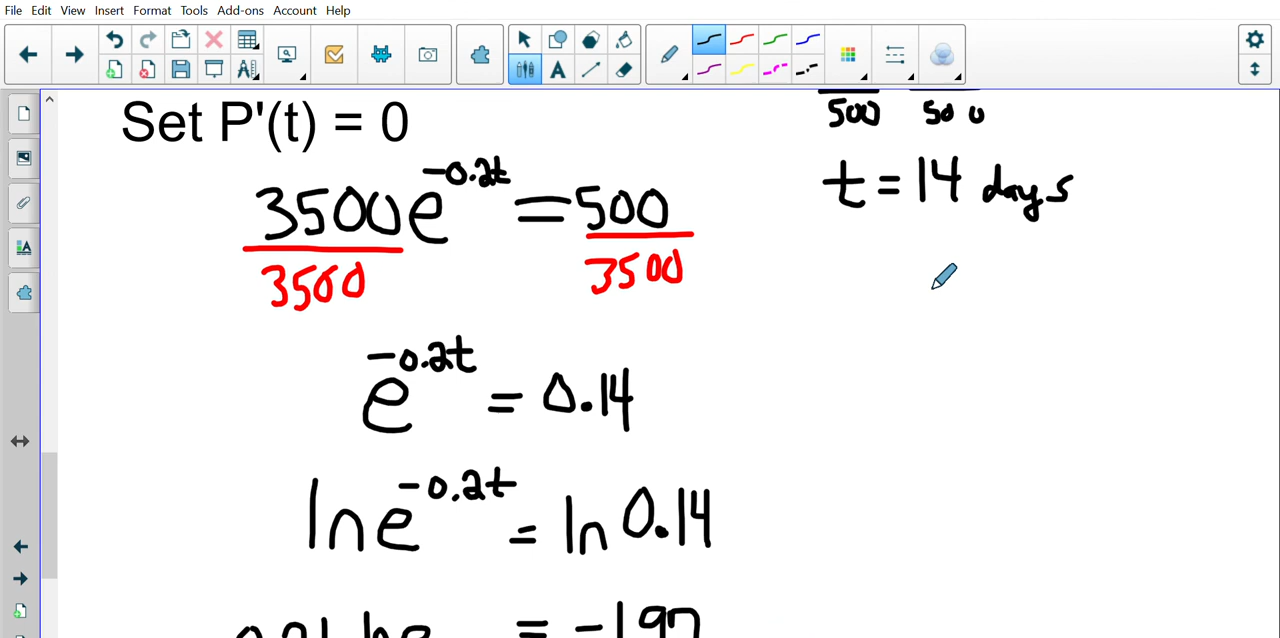 File Edit View Insert Format Tools Add-ons Account Help
Set P'(t) = 0
3500e^-0.2t = 500
3500 3500
e^-0.2t = 0.14
ln e^-0.2t = ln 0.14
= -1.97
500 500
t = 14 days